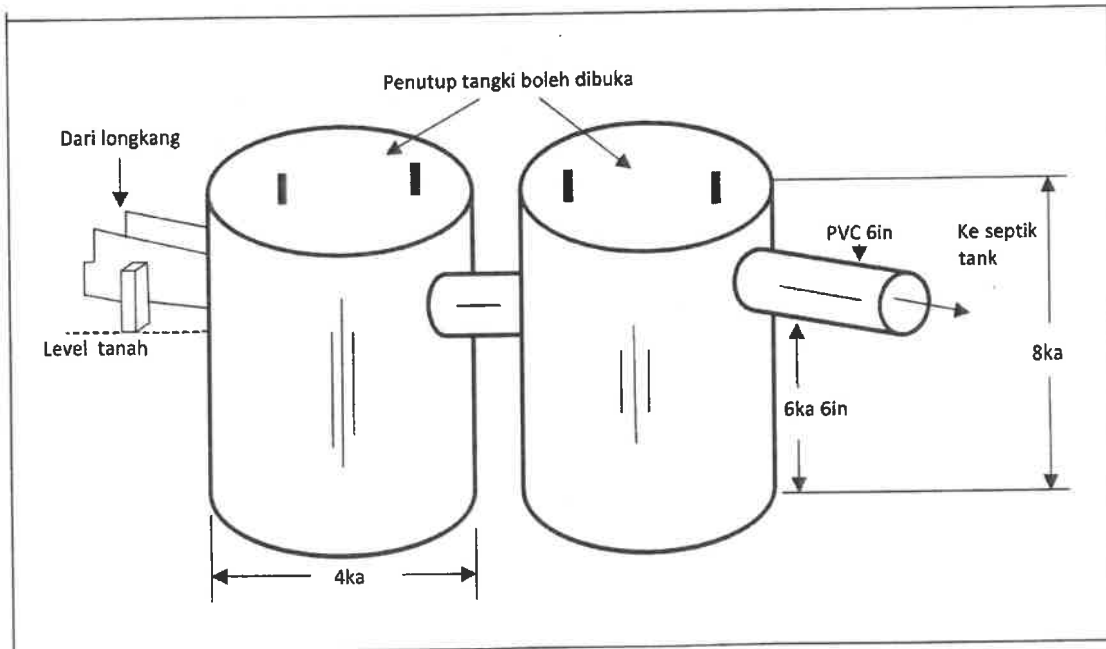 Penutup tangki boleh dibuka
Dari longkang
PVC 6in
Ke septik
tank
Level tanah
8ka
6ka 6in
4ka